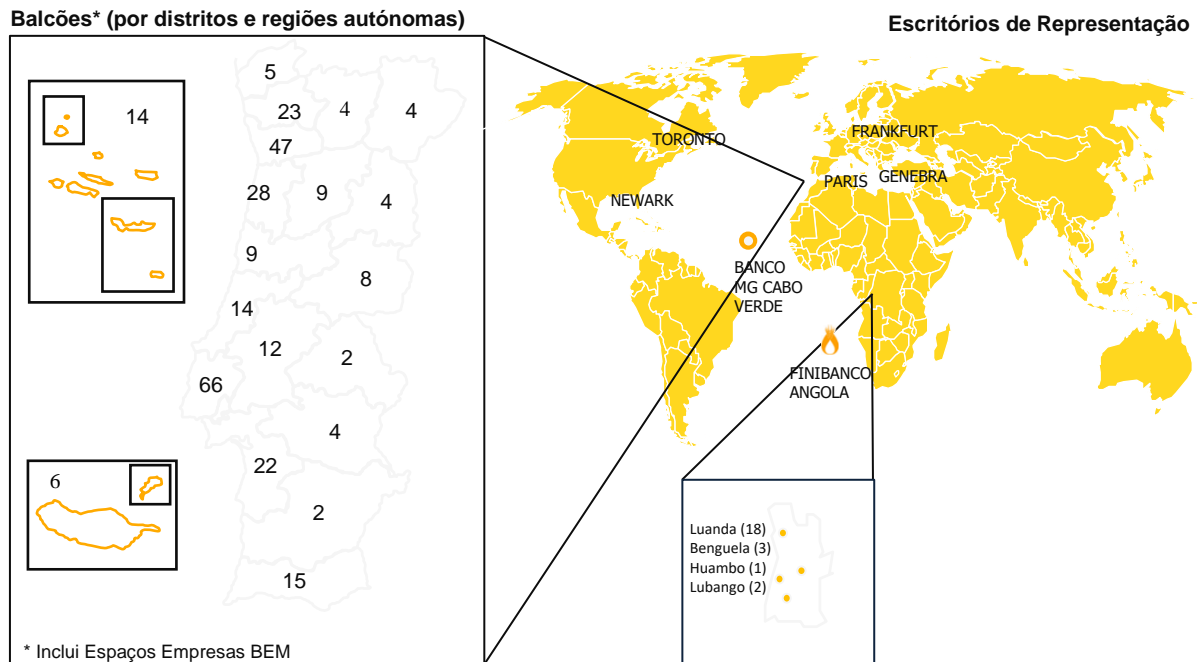 Balcões* (por distritos e regiões autónomas)
Escritórios de Representação
5
14
23
4
4
47
28
9
4
9
8
14
12
2
66
4
22
6
2
15
* Inclui Espaços Empresas BEM
TORONTO
FRANKFURT
PARIS
GENEBRA
NEWARK
BANCO
MG CABO
VERDE
FINIBANCO
ANGOLA
Luanda (18)
Benguela (3)
Huambo (1)
Lubango (2)